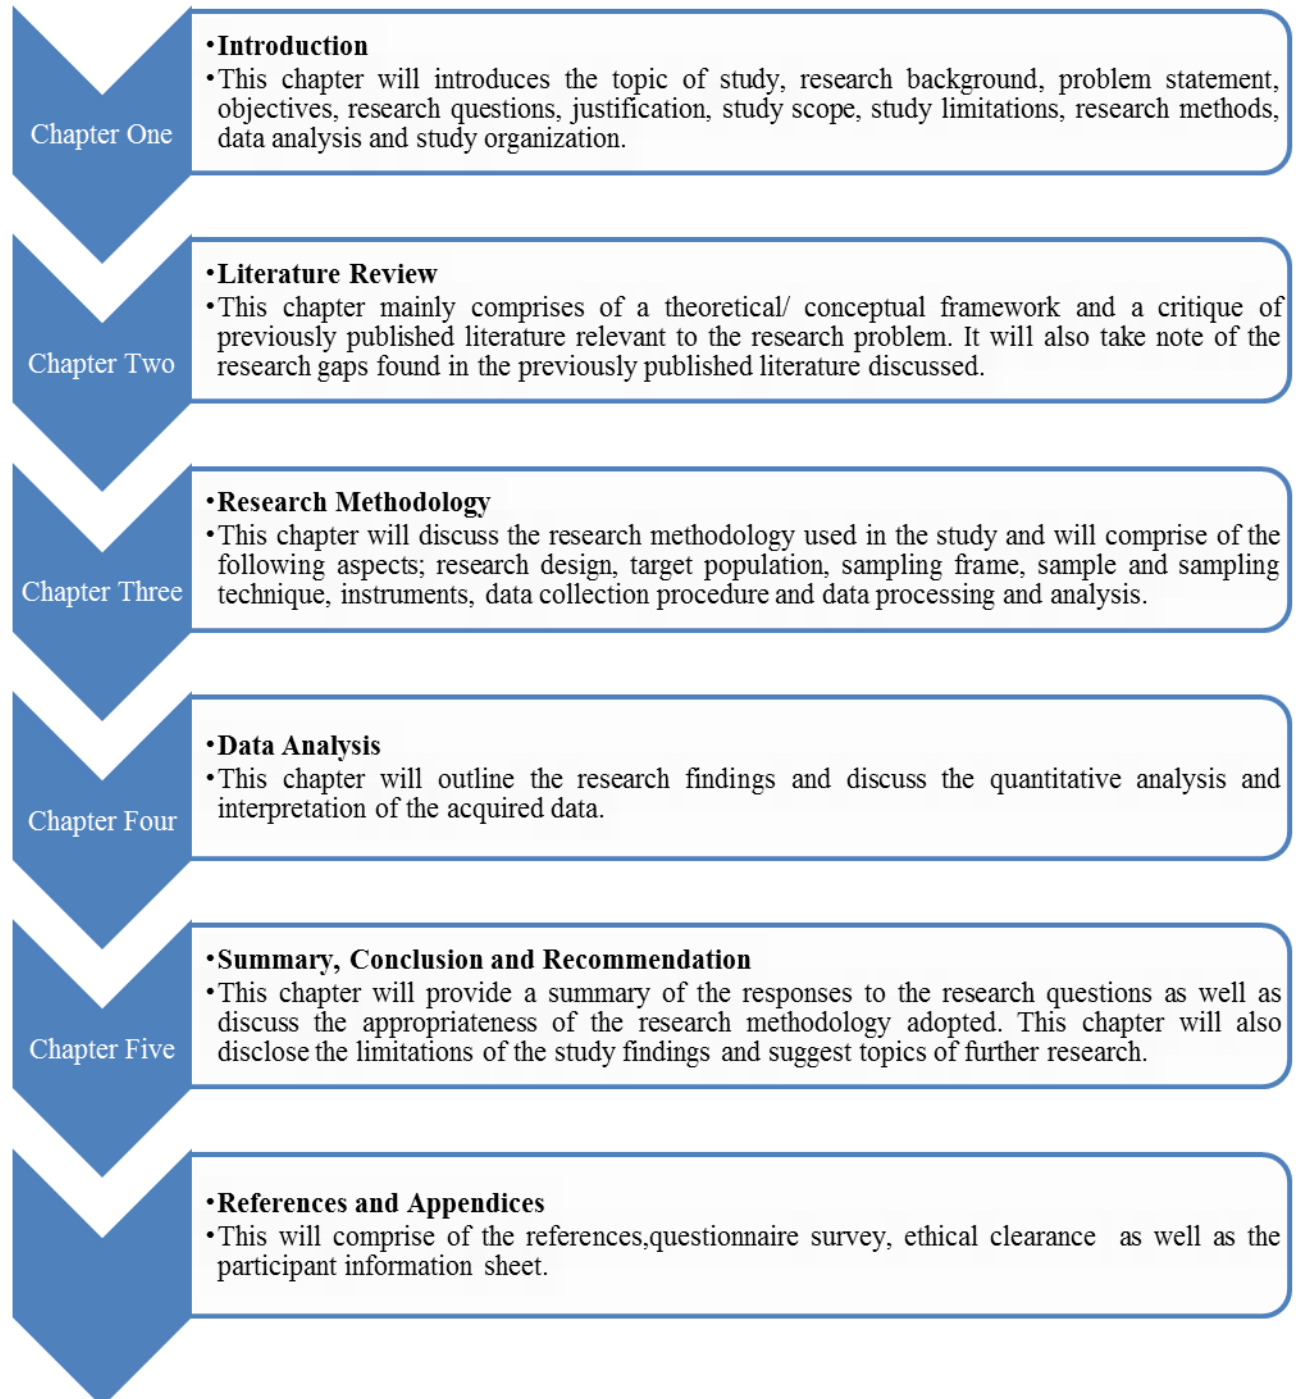 •Introduction
•This chapter will introduces the topic of study, research background, problem statement,
objectives, research questions, justification, study scope, study limitations, research methods,
data analysis and study organization.
Chapter One
•Literature Review
•This chapter mainly comprises of a theoretical/ conceptual framework and a critique of
previously published literature relevant to the research problem. It will also take note of the
research gaps found in the previously published literature discussed.
Chapter Two
•Research Methodology
•This chapter will discuss the research methodology used in the study and will comprise of the
following aspects; research design, target population, sampling frame, sample and sampling
technique, instruments, data collection procedure and data processing and analysis.
Chapter Three
•Data Analysis
•This chapter will outline the research findings and discuss the quantitative analysis and
interpretation of the acquired data.
Chapter Four
•Summary, Conclusion and Recommendation
•This chapter will provide a summary of the responses to the research questions as well as
discuss the appropriateness of the research methodology adopted. This chapter will also
disclose the limitations of the study findings and suggest topics of further research.
Chapter Five
•References and Appendices
•This will comprise of the references,questionnaire survey, ethical clearance as well as the
participant information sheet.